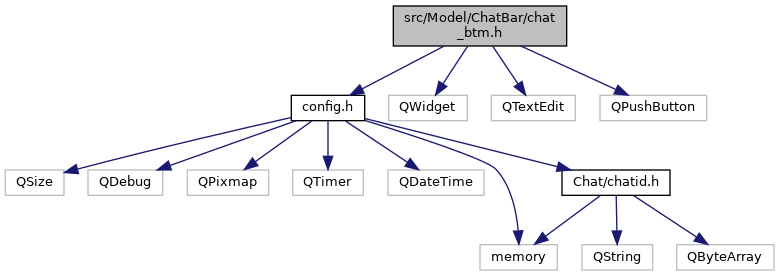 src/Model/ChatBar/chat
_btm.h
config.h
QWidget
QTextEdit
QPushButton
QSize
QDebug
QPixmap
QTimer
QDateTime
Chat/chatid.h
memory
QString
QByteArray